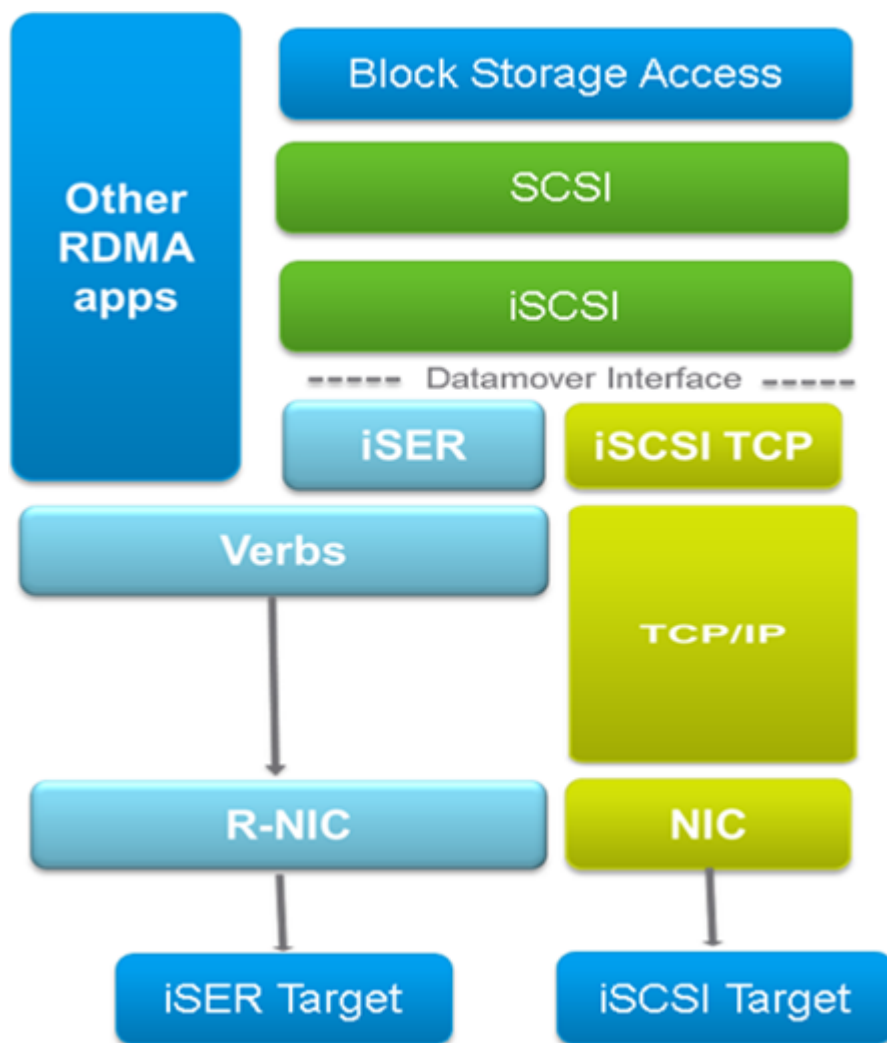 Other
RDMA
apps
Block Storage Access
SCSI
iSCSI
----- Datamover Interface -----
iSER
iSCSI TCP
Verbs
TCP/IP
R-NIC
NIC
iSER Target
iSCSI Target